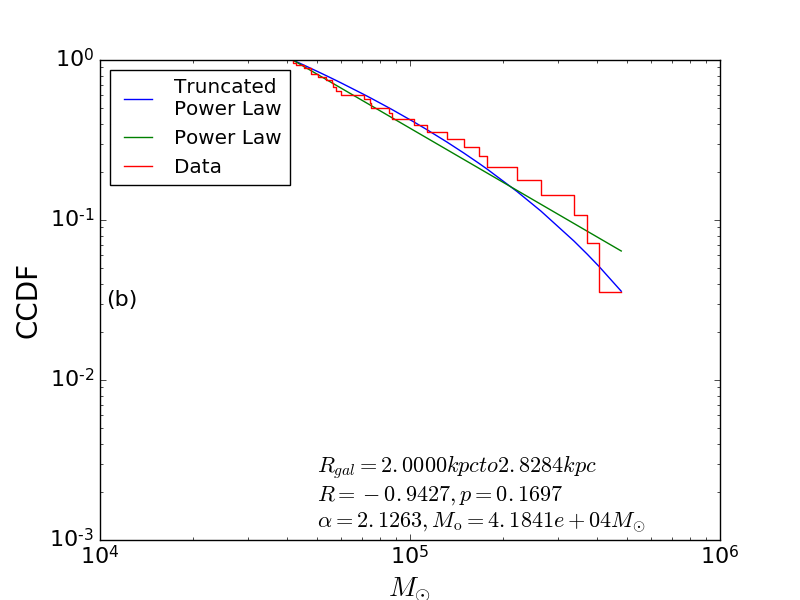 Truncated
Power Law
Power Law
Data
10^0
10^-1
10^-2
10^-3
CCDF
(b)
R_gal = 2.0000kpcto2.8284kpc
R = −0.9427, p = 0.1697
α = 2.1263, M_o = 4.1841e + 04M_⊙
10^4 10^5 10^6
M_⊙